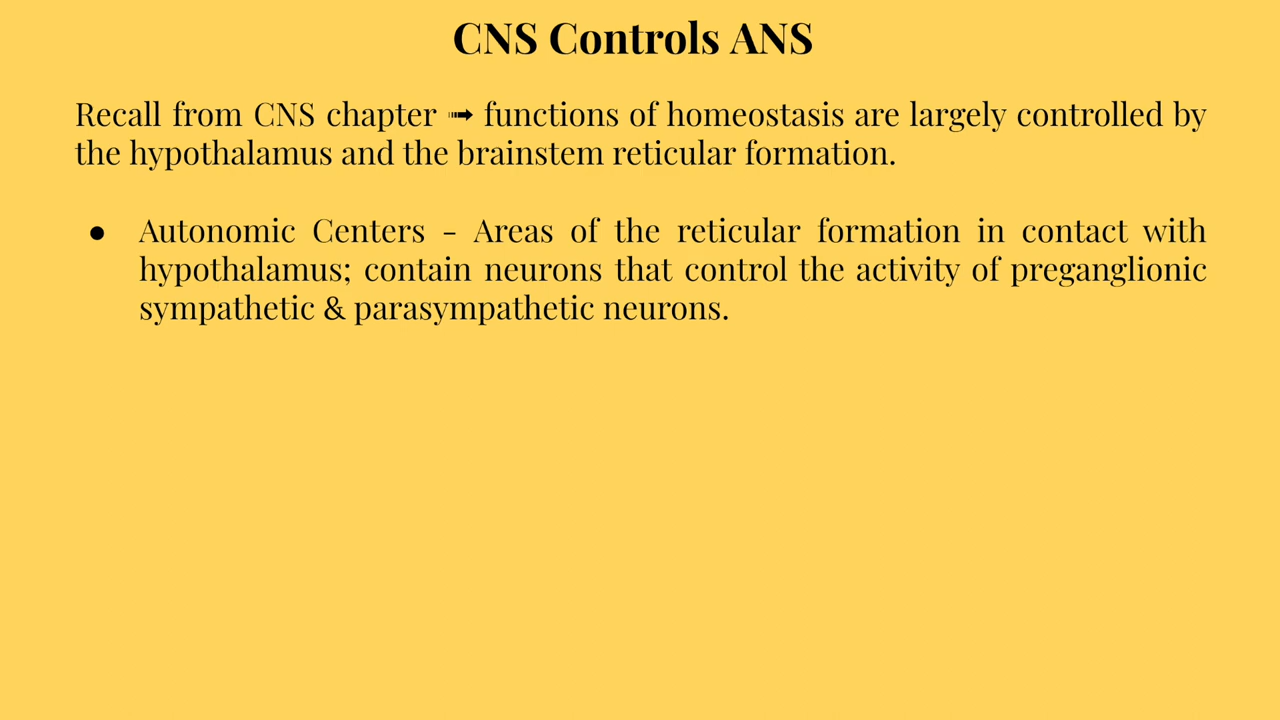 CNS Controls ANS
Recall from CNS chapter ➟ functions of homeostasis are largely controlled by
the hypothalamus and the brainstem reticular formation.
● Autonomic Centers - Areas of the reticular formation in contact with
hypothalamus; contain neurons that control the activity of preganglionic
sympathetic & parasympathetic neurons.